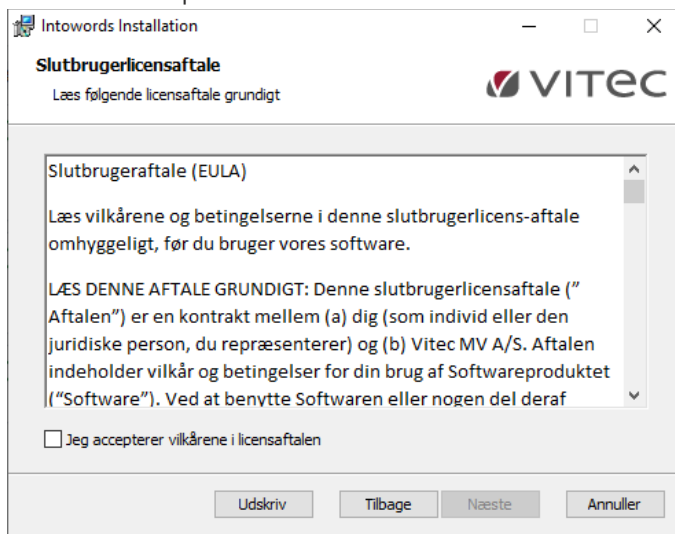 Intowords Installation
Slutbrugerlicensaftale
Læs følgende licensaftale grundigt
VITEC
Slutbrugeraftale (EULA)
Læs vilkårene og betingelserne i denne slutbrugerlicens-aftale
omhyggeligt, før du bruger vores software.
LÆS DENNE AFTALE GRUNDIGT: Denne slutbrugerlicensaftale (”
Aftalen”) er en kontrakt mellem (a) dig (som individ eller den
juridiske person, du repræsenterer) og (b) Vitec MV A/S. Aftalen
indeholder vilkår og betingelser for din brug af Softwareproduktet
(“Software”). Ved at benytte Softwaren eller nogen del deraf
Jeg accepterer vilkårene i licensaftalen
Udskriv Tilbage Næste Annuller